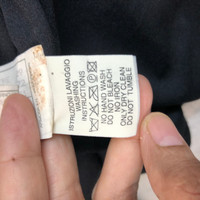 ISTRUZIONI LAVAGGIO
WASHING
INSTRUCTIONS
NO HAND WASH
DO NOT BLEACH
NO IRON
ONLY DRY CLEAN
DO NOT TUMBLE